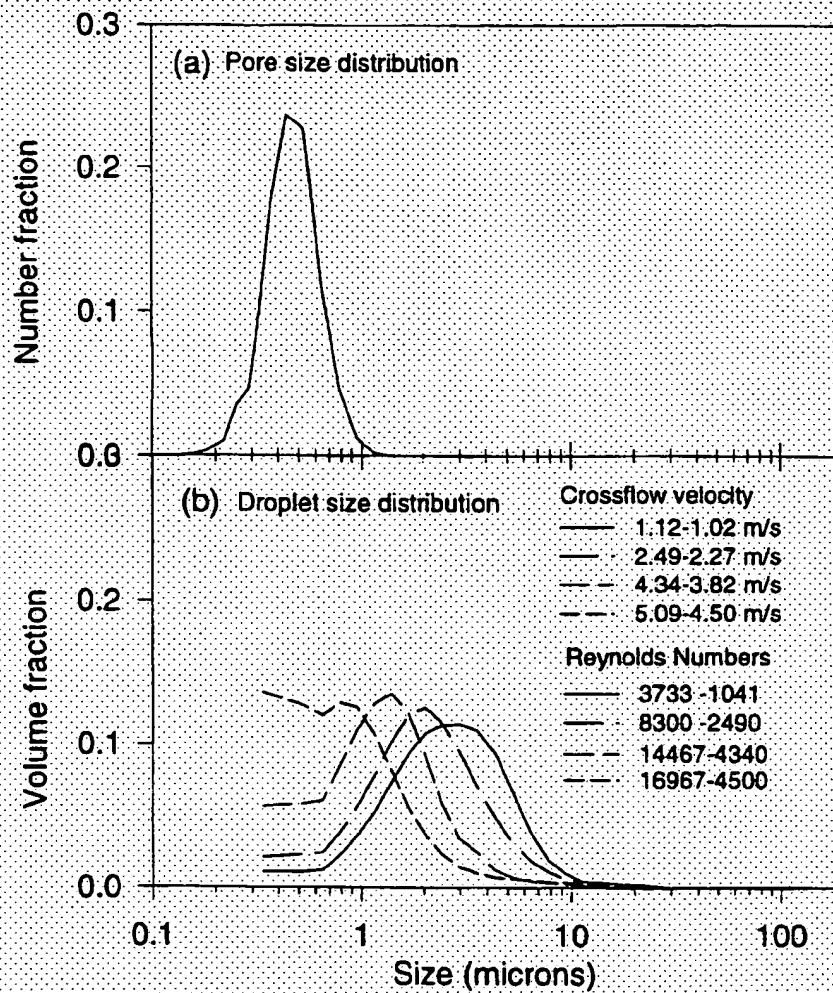 0.3
(a) Pore size distribution
0.2
Number fraction
0.1
(b) Droplet size distribution
Crossflow velocity
1.12-1.02 m/s
2.49-2.27 m/s
4.34-3.82 m/s
5.09-4.50 m/s
0.2
Volume fraction
Reynolds Numbers
3733 -1041
8300 -2490
14467-4340
16967-4500
0.1
0.0
0.1 1 10 100
Size (microns)